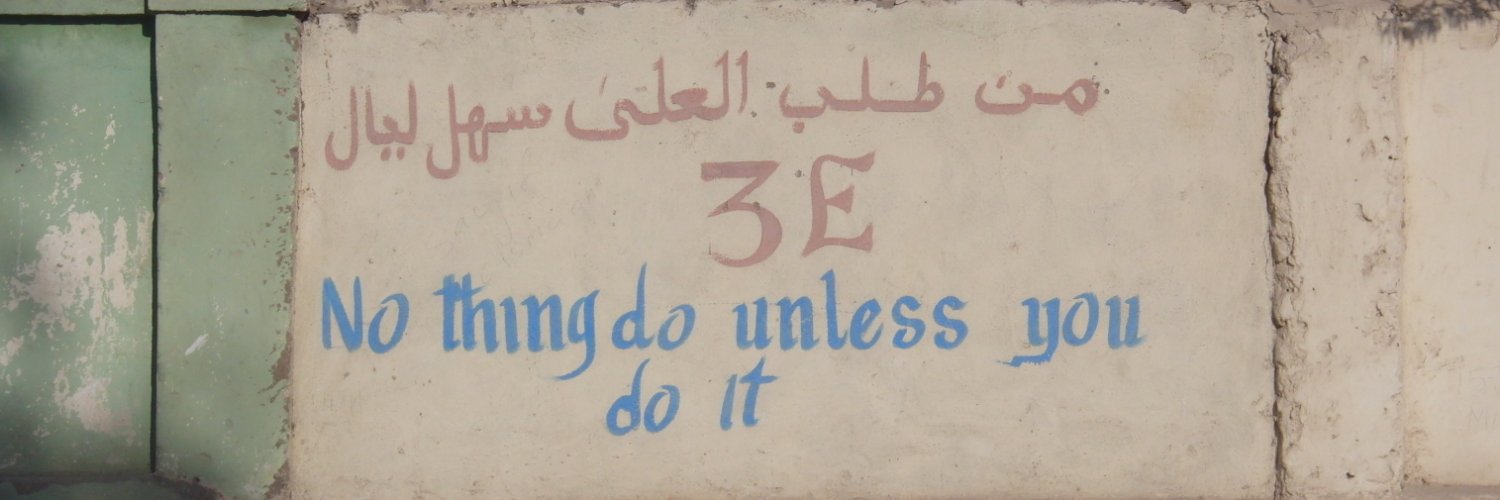 من طلب العلى سهل ليال
3E
No thing do unless you
do it